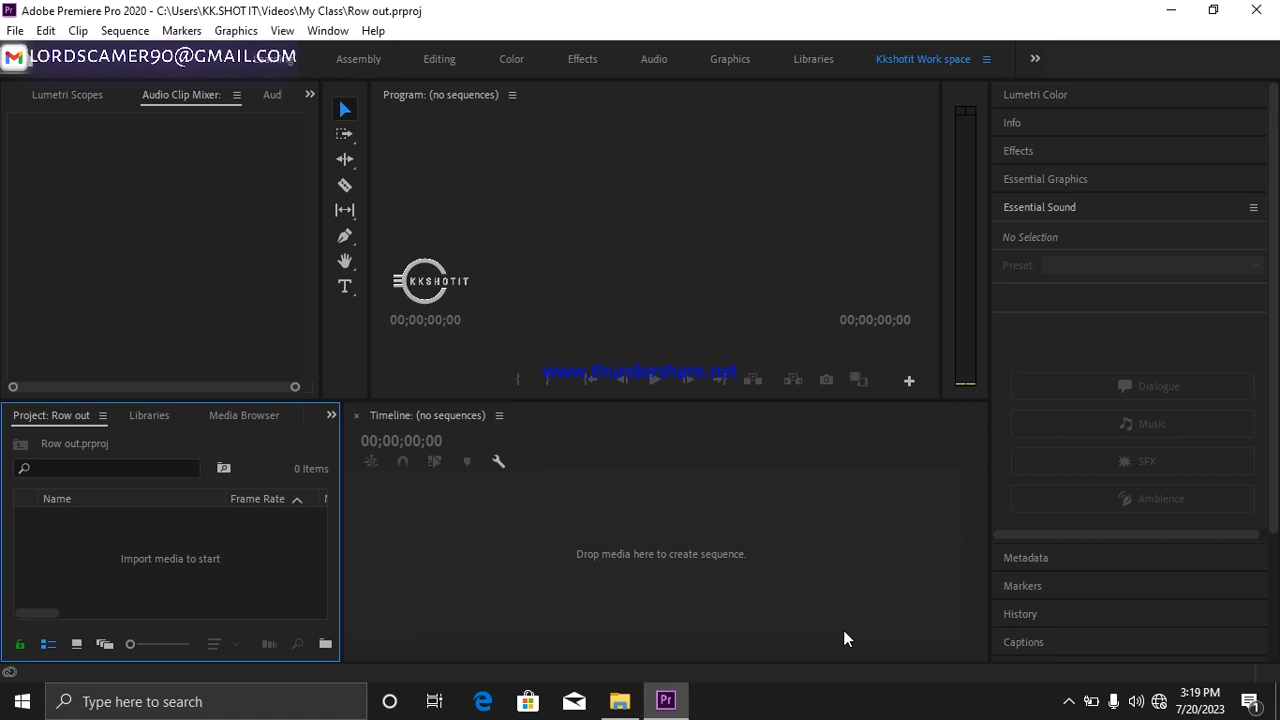 Adobe Premiere Pro 2020 - C:\Users\KK.SHOT IT\Videos\My Class\Row out.prproj
File Edit Clip Sequence Markers Graphics View Window Help
LORDSCAMER90@GMAIL.COM Assembly Editing Color Effects Audio Graphics Libraries Kkshotit Work space
Lumetri Scopes Audio Clip Mixer: Aud
Program: (no sequences)
Lumetri Color
Info
Effects
Essential Graphics
Essential Sound
No Selection
Preset:
KKSHOTIT
00;00;00;00 00;00;00;00
www.thundershare.net
Dialogue
Music
SFX
Ambience
Project: Row out Libraries Media Browser
Timeline: (no sequences)
Row out.prproj
00;00;00;00
0 Items
Name Frame Rate
Import media to start
Drop media here to create sequence.
Metadata
Markers
History
Captions
Type here to search
3:19 PM
7/20/2023